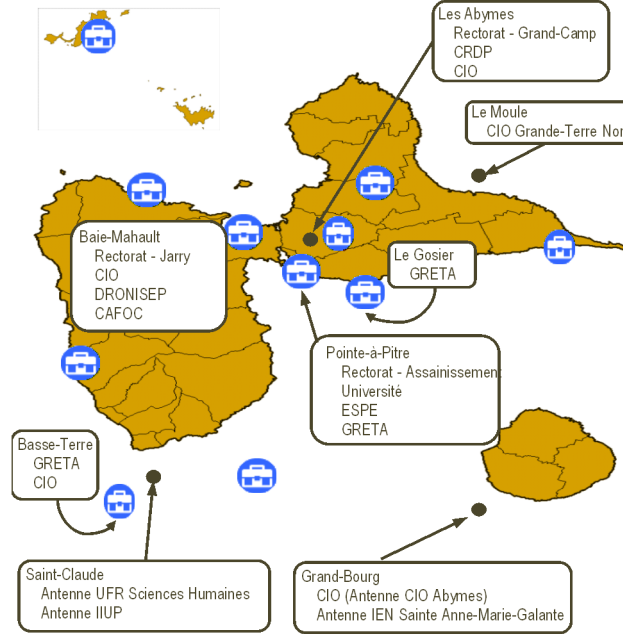 Les Abymes
Rectorat - Grand-Camp
CRDP
CIO
Le Moule
CIO Grande-Terre Nor
Baie-Mahault
Rectorat - Jarry
CIO
DRONISEP
CAFOC
Le Gosier
GRETA
Pointe-à-Pitre
Rectorat - Assainissement
Université
ESPE
GRETA
Basse-Terre
GRETA
CIO
Saint-Claude
Antenne UFR Sciences Humaines
Antenne IIUP
Grand-Bourg
CIO (Antenne CIO Abymes)
Antenne IEN Sainte Anne-Marie-Galante